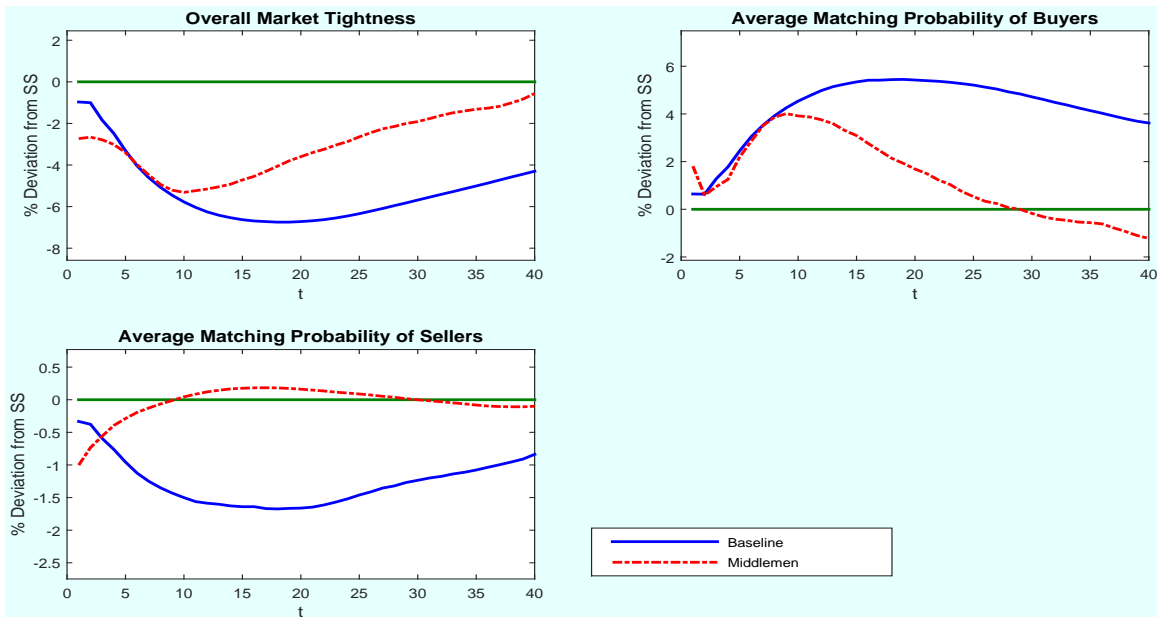 Overall Market Tightness
% Deviation from SS
2
0
-2
-4
-6
-8
0 5 10 15 20 25 30 35 40
t
Average Matching Probability of Buyers
% Deviation from SS
6
4
2
0
-2
0 5 10 15 20 25 30 35 40
t
Average Matching Probability of Sellers
% Deviation from SS
0.5
0
-0.5
-1
-1.5
-2
-2.5
0 5 10 15 20 25 30 35 40
t
Baseline
Middlemen